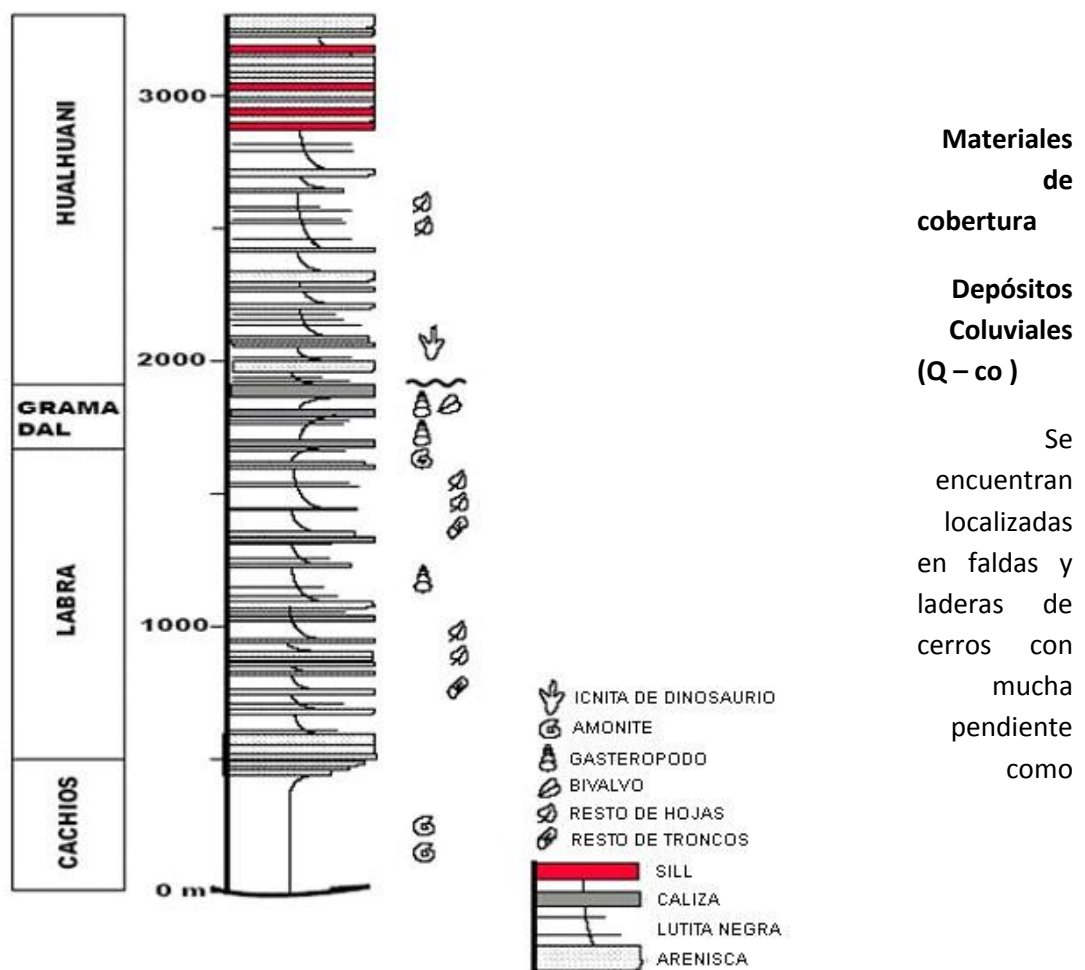 HUALHUANI
GRAMA
DAL
LABRA
CACHIOS
3000
2000
1000
0 m
ICNITA DE DINOSAURIO
AMONITE
GASTEROPODO
BIVALVO
RESTO DE HOJAS
RESTO DE TRONCOS
SILL
CALIZA
LUTITA NEGRA
ARENISCA
Materiales
de
cobertura
Depósitos
Coluviales
(Q – co )
Se
encuentran
localizadas
en faldas y
laderas de
cerros con
mucha
pendiente
como